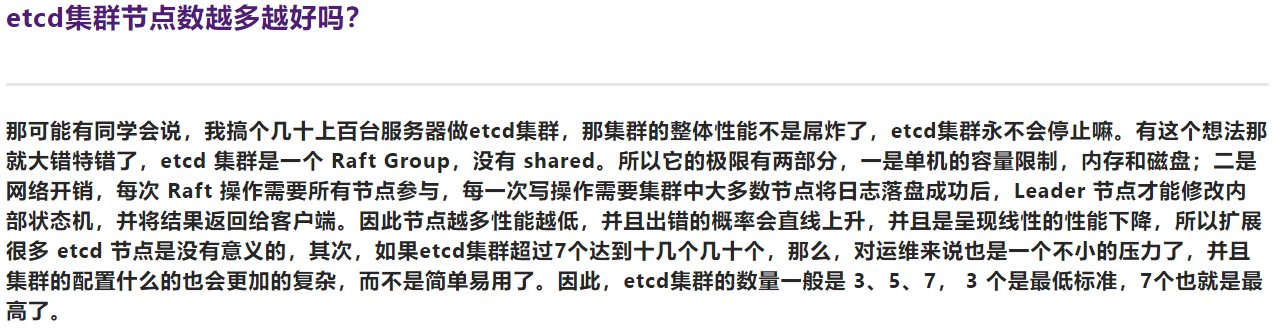 etcd集群节点数越多越好吗？
那可能有同学会说，我搞个几十上百台服务器做etcd集群，那集群的整体性能不是屌炸了，etcd集群永不会停止嘛。有这个想法那
就大错特错了，etcd 集群是一个 Raft Group，没有 shared。所以它的极限有两部分，一是单机的容量限制，内存和磁盘；二是
网络开销，每次 Raft 操作需要所有节点参与，每一次写操作需要集群中大多数节点将日志落盘成功后，Leader 节点才能修改内
部状态机，并将结果返回给客户端。因此节点越多性能越低，并且出错的概率会直线上升，并且是呈现线性的性能下降，所以扩展
很多 etcd 节点是没有意义的，其次，如果etcd集群超过7个达到十几个几十个，那么，对运维来说也是一个不小的压力了，并且
集群的配置什么的也会更加的复杂，而不是简单易用了。因此，etcd集群的数量一般是 3、5、7， 3 个是最低标准，7个也就是最
高了。